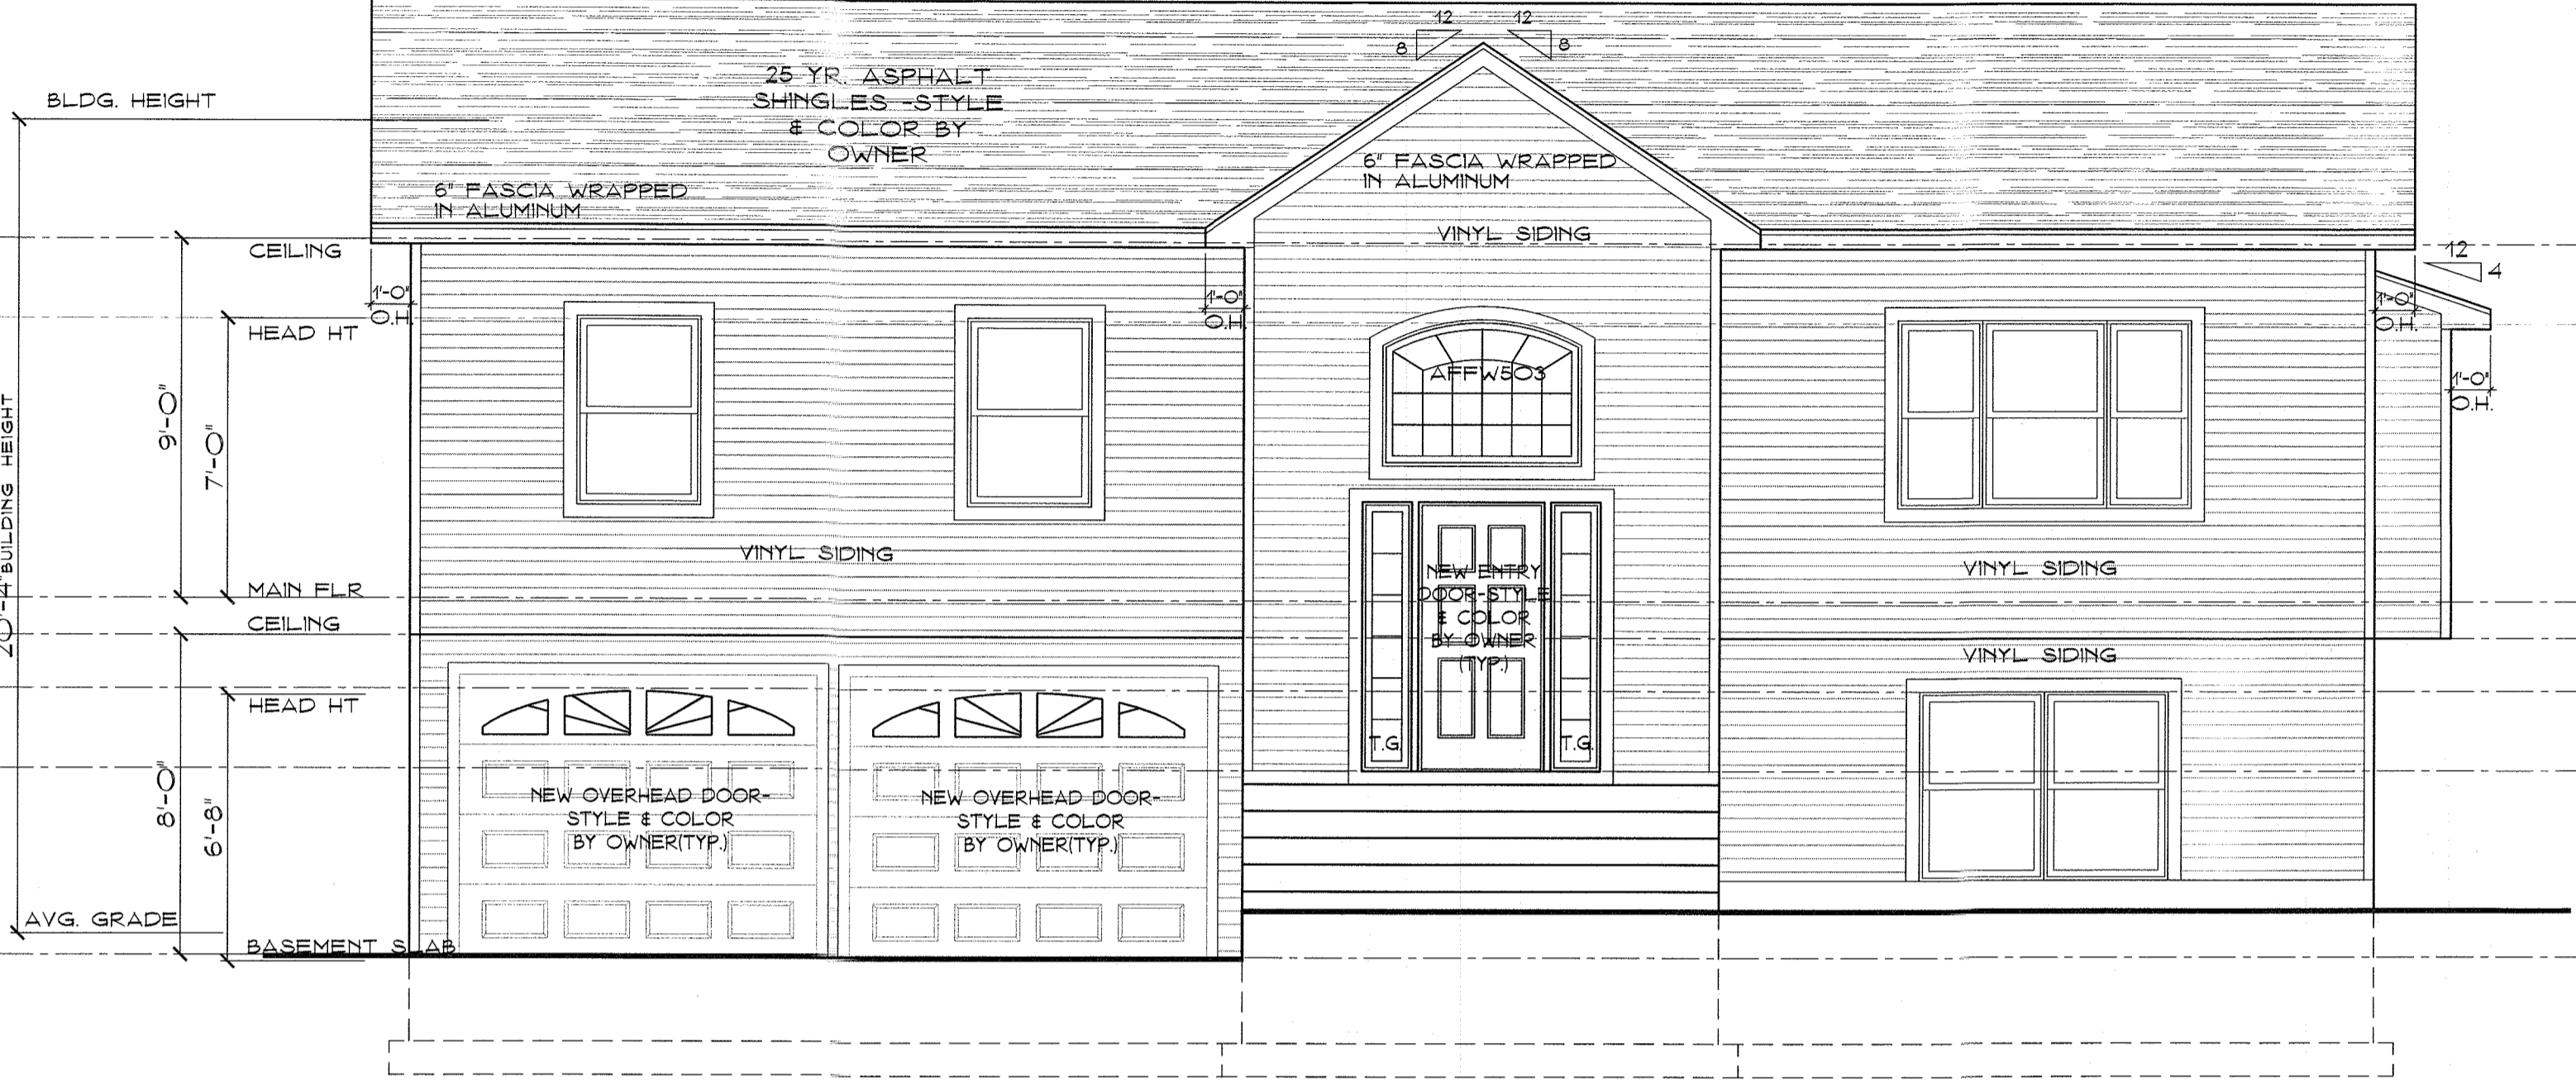 12
12
8
8
25 YR. ASPHALT
SHINGLES -STYLE
& COLOR BY
OWNER
BLDG. HEIGHT
6" FASCIA WRAPPED
IN ALUMINUM
6" FASCIA WRAPPED
IN ALUMINUM
VINYL SIDING
CEILING
12
4
1'-0"
O.H.
1'-0"
O.H.
1'-0"
O.H.
HEAD HT
AFFW503
1'-0"
O.H.
9'-0"
7'-0"
20'-4" BUILDING HEIGHT
VINYL SIDING
VINYL SIDING
MAIN FLR
NEW ENTRY
DOOR-STYLE
& COLOR
BY OWNER
(TYP.)
CEILING
VINYL SIDING
HEAD HT
T.G.
T.G.
8'-0"
6'-8"
NEW OVERHEAD DOOR-
STYLE & COLOR
BY OWNER(TYP.)
NEW OVERHEAD DOOR-
STYLE & COLOR
BY OWNER(TYP.)
AVG. GRADE
BASEMENT SLAB